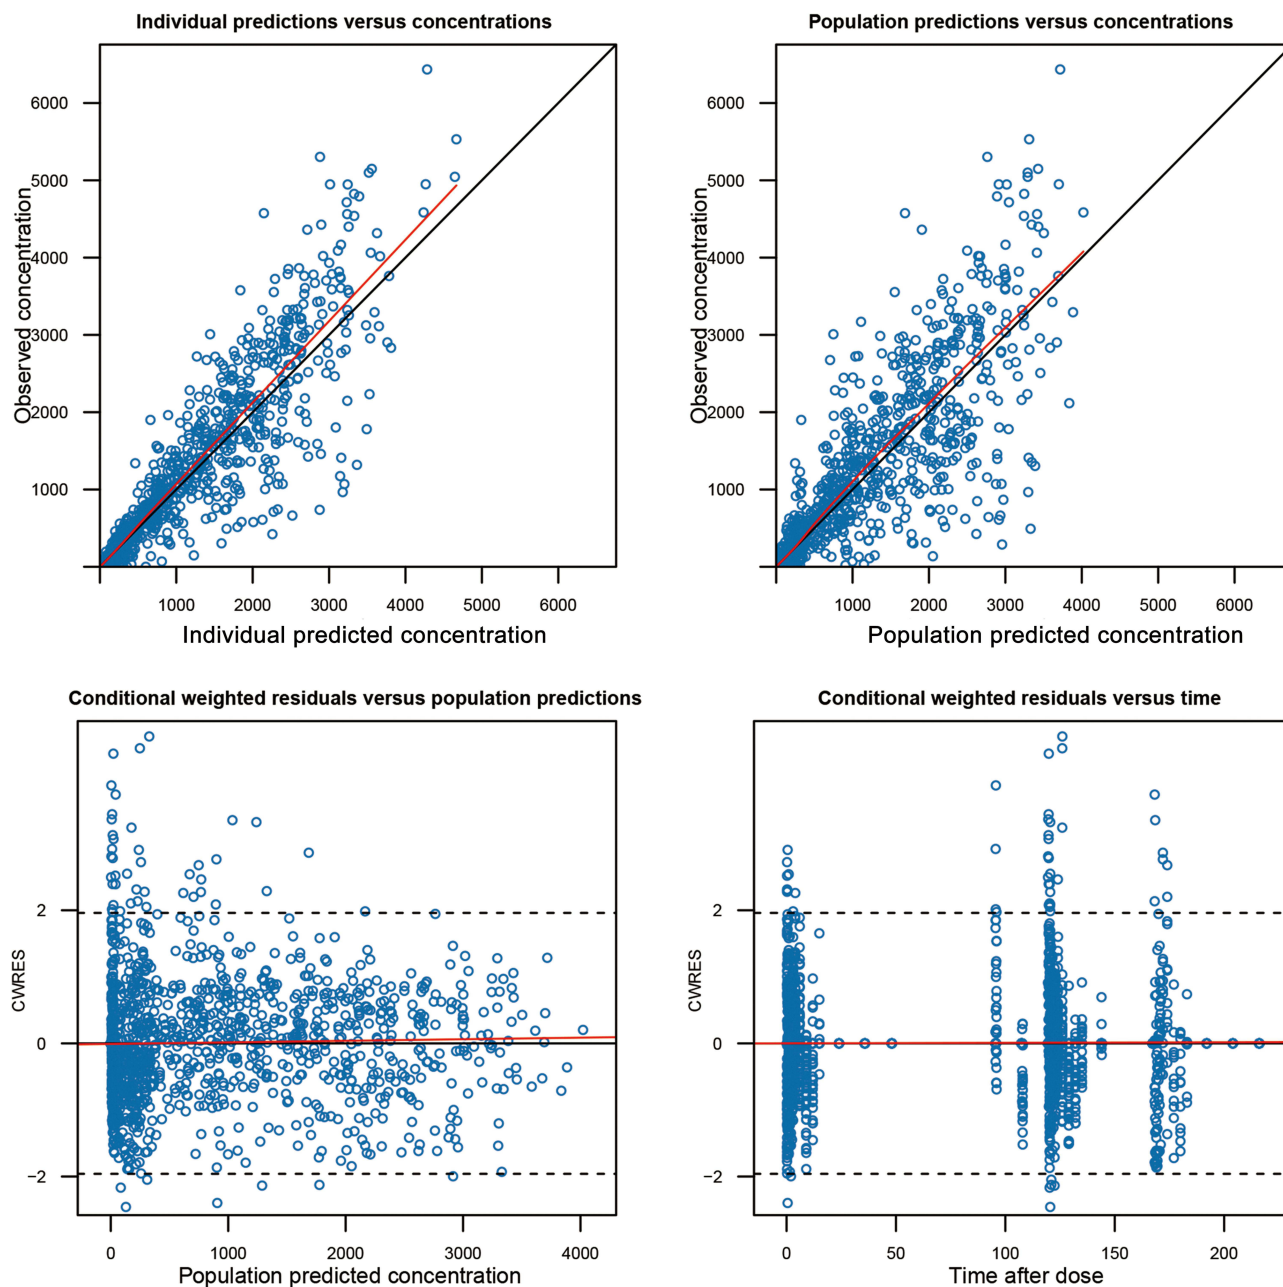 Individual predictions versus concentrations
6000
5000
4000
3000
2000
1000
Observed concentration
1000 2000 3000 4000 5000 6000
Individual predicted concentration
Population predictions versus concentrations
6000
5000
4000
3000
2000
1000
Observed concentration
1000 2000 3000 4000 5000 6000
Population predicted concentration
Conditional weighted residuals versus population predictions
2
0
−2
CWRES
0 1000 2000 3000 4000
Population predicted concentration
Conditional weighted residuals versus time
2
0
−2
CWRES
0 50 100 150 200
Time after dose